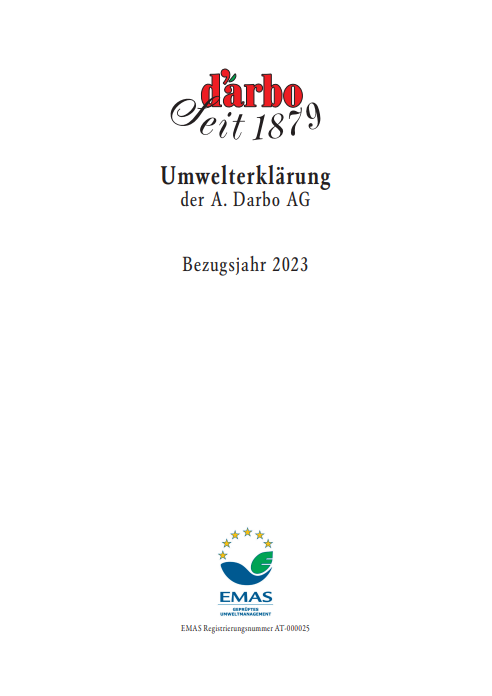 d'arbo
Seit 1879
Umwelterklärung
der A. Darbo AG
Bezugsjahr 2023
EMAS
GEPRÜFTES
UMWELTMANAGEMENT
EMAS Registrierungsnummer AT-000025